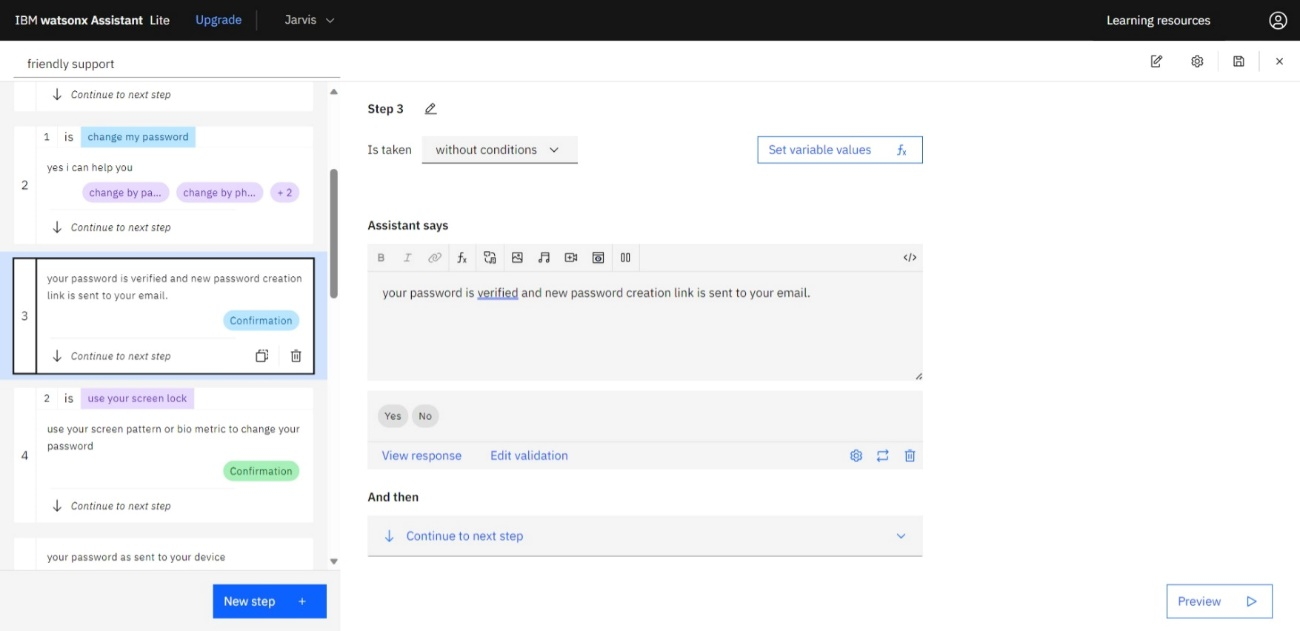 IBM watsonx Assistant Lite Upgrade Jarvis Learning resources
friendly support
Continue to next step
1 is change my password
2
yes i can help you
change by pa... change by ph... + 2
Continue to next step
3
your password is verified and new password creation
link is sent to your email.
Confirmation
Continue to next step
2 is use your screen lock
4
use your screen pattern or bio metric to change your
password
Confirmation
Continue to next step
your password as sent to your device
New step +
Step 3
Is taken without conditions Set variable values fx
Assistant says
B I fx </>
your password is verified and new password creation link is sent to your email.
Yes No
View response Edit validation
And then
Continue to next step
Preview